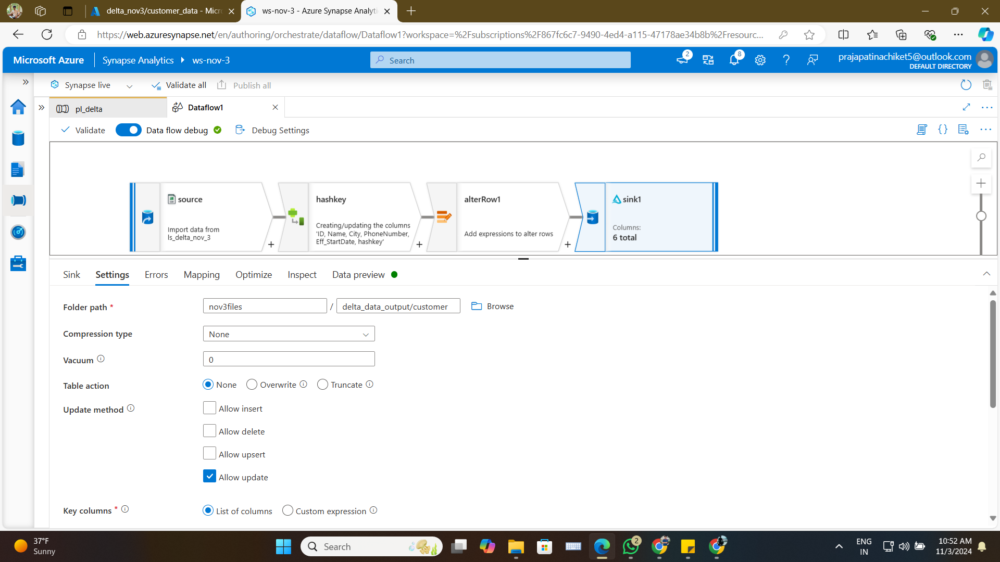 delta_nov3/customer_data - Micr
ws-nov-3 - Azure Synapse Analyti
https://web.azuresynapse.net/en/authoring/orchestrate/dataflow/Dataflow1?workspace=%2Fsubscriptions%2F867fc6c7-9490-4ed4-a115-47178ae34b8b%2Fresourc...
Microsoft Azure
Synapse Analytics
ws-nov-3
Search
2
8
prajapatinachiket5@outlook.com
DEFAULT DIRECTORY
Synapse live
Validate all
Publish all
pl_delta
Dataflow1
Validate
Data flow debug
Debug Settings
source
Import data from
ls_delta_nov_3
hashkey
Creating/updating the columns
'ID, Name, City, PhoneNumber,
Eff_StartDate, hashkey'
alterRow1
Add expressions to alter rows
sink1
Columns:
6 total
Sink
Settings
Errors
Mapping
Optimize
Inspect
Data preview
Folder path *
nov3files / delta_data_output/customer
Browse
Compression type
None
Vacuum
0
Table action
None
Overwrite
Truncate
Update method
Allow insert
Allow delete
Allow upsert
Allow update
Key columns *
List of columns
Custom expression
37°F
Sunny
Search
2
ENG
IN
10:52 AM
11/3/2024